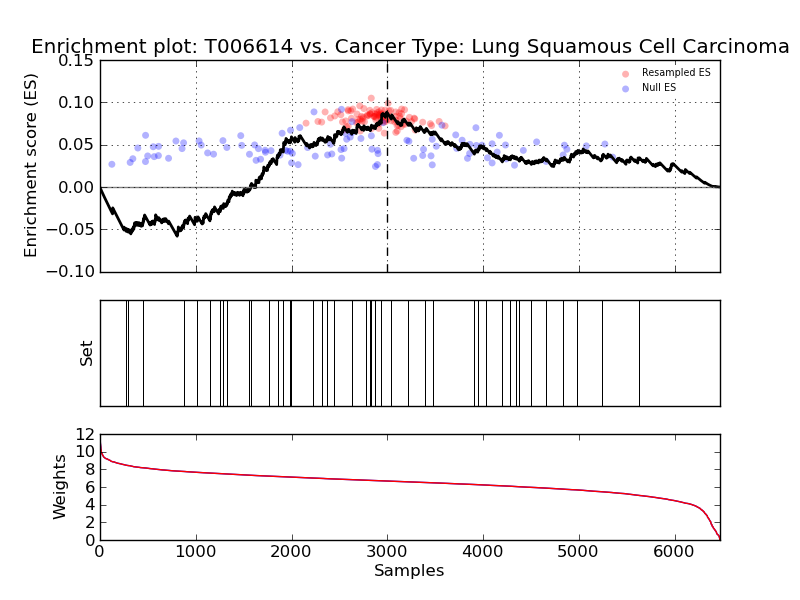 Enrichment plot: T006614 vs. Cancer Type: Lung Squamous Cell Carcinoma
0.15
0.10
0.05
0.00
−0.05
−0.10
Enrichment score (ES)
Resampled ES
Null ES
Set
12
10
8
6
4
2
0
Weights
0 1000 2000 3000 4000 5000 6000
Samples